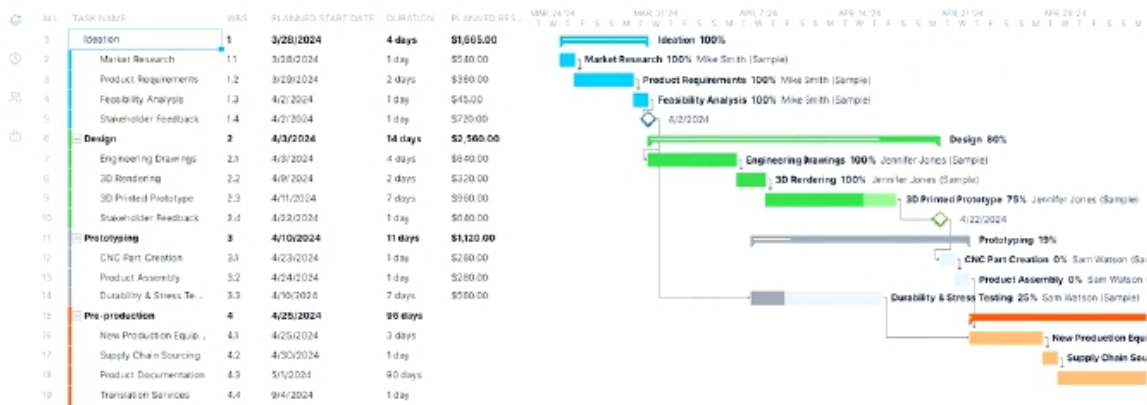 ALL TASK NAME WBS PLANNED START DATE DURATION PLANNED RES... MAR, 24 '24 MAR, 31 '24 APR, 7 '24 APR, 14 '24 APR, 21 '24 APR, 28 '24
1 Ideation 1 3/28/2024 4 days $1,665.00 Ideation 100%
2 Market Research 1.1 3/28/2024 1 day $540.00 Market Research 100% Mike Smith (Sample)
3 Product Requirements 1.2 3/29/2024 2 days $360.00 Product Requirements 100% Mike Smith (Sample)
4 Feasibility Analysis 1.3 4/2/2024 1 day $45.00 Feasibility Analysis 100% Mike Smith (Sample)
5 Stakeholder Feedback 1.4 4/2/2024 1 day $720.00 4/2/2024
6 Design 2 4/3/2024 14 days $2,560.00 Design 80%
7 Engineering Drawings 2.1 4/3/2024 4 days $640.00 Engineering Drawings 100% Jennifer Jones (Sample)
8 3D Rendering 2.2 4/9/2024 2 days $320.00 3D Rendering 100% Jennifer Jones (Sample)
9 3D Printed Prototype 2.3 4/11/2024 7 days $960.00 3D Printed Prototype 75% Jennifer Jones (Sample)
10 Stakeholder Feedback 2.4 4/22/2024 1 day $640.00 4/22/2024
11 Prototyping 3 4/10/2024 11 days $1,120.00 Prototyping 19%
12 CNC Part Creation 3.1 4/23/2024 1 day $280.00 CNC Part Creation 0% Sam Watson (Sa
13 Product Assembly 3.2 4/24/2024 1 day $280.00 Product Assembly 0% Sam Watson
14 Durability & Stress Te... 3.3 4/10/2024 7 days $560.00 Durability & Stress Testing 25% Sam Watson (Sample)
15 Pre-production 4 4/25/2024 96 days
16 New Production Equip... 4.1 4/25/2024 3 days New Production Equi
17 Supply Chain Sourcing 4.2 4/30/2024 1 day Supply Chain Sou
18 Product Documentation 4.3 5/1/2024 90 days
19 Translation Services 4.4 9/4/2024 1 day